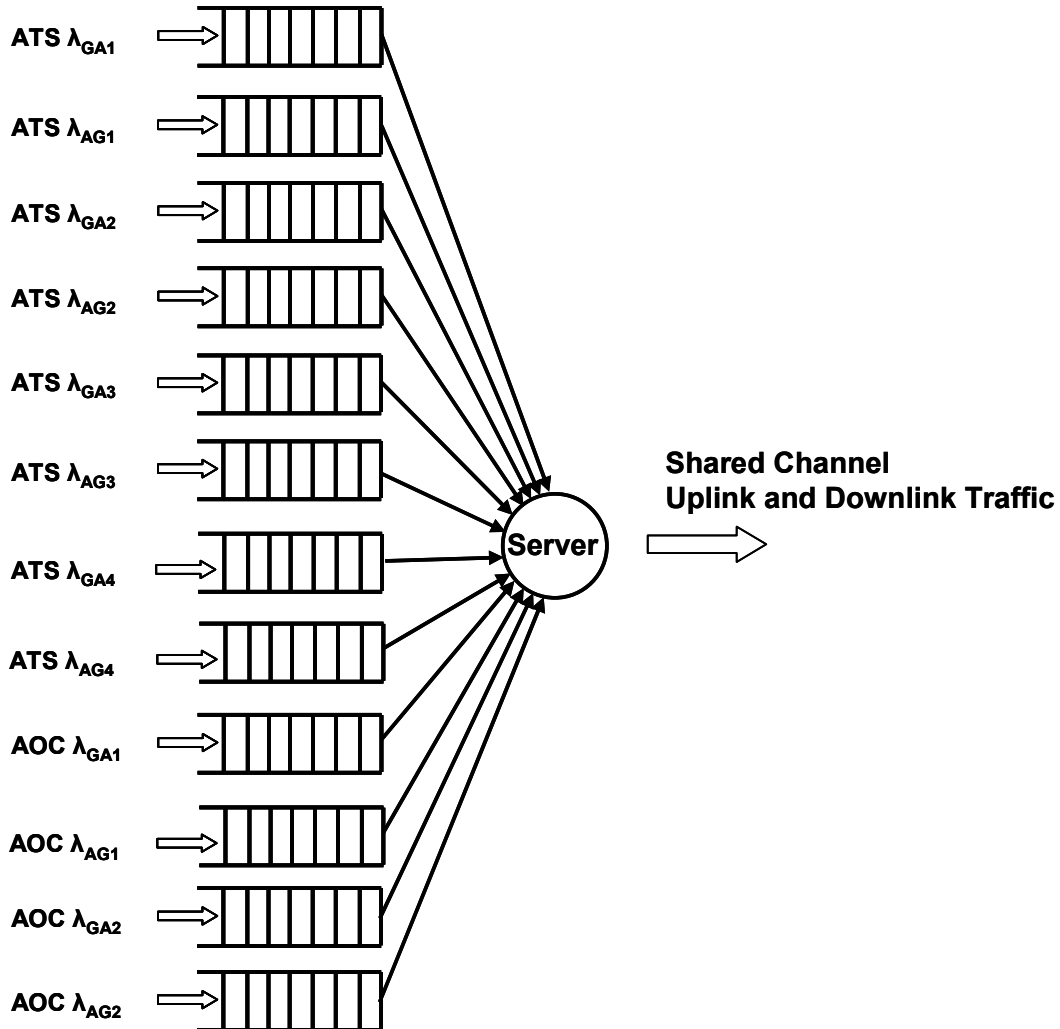 ATS λGA1
ATS λAG1
ATS λGA2
ATS λAG2
ATS λGA3
ATS λAG3
ATS λGA4
ATS λAG4
AOC λGA1
AOC λAG1
AOC λGA2
AOC λAG2
Server
Shared Channel
Uplink and Downlink Traffic